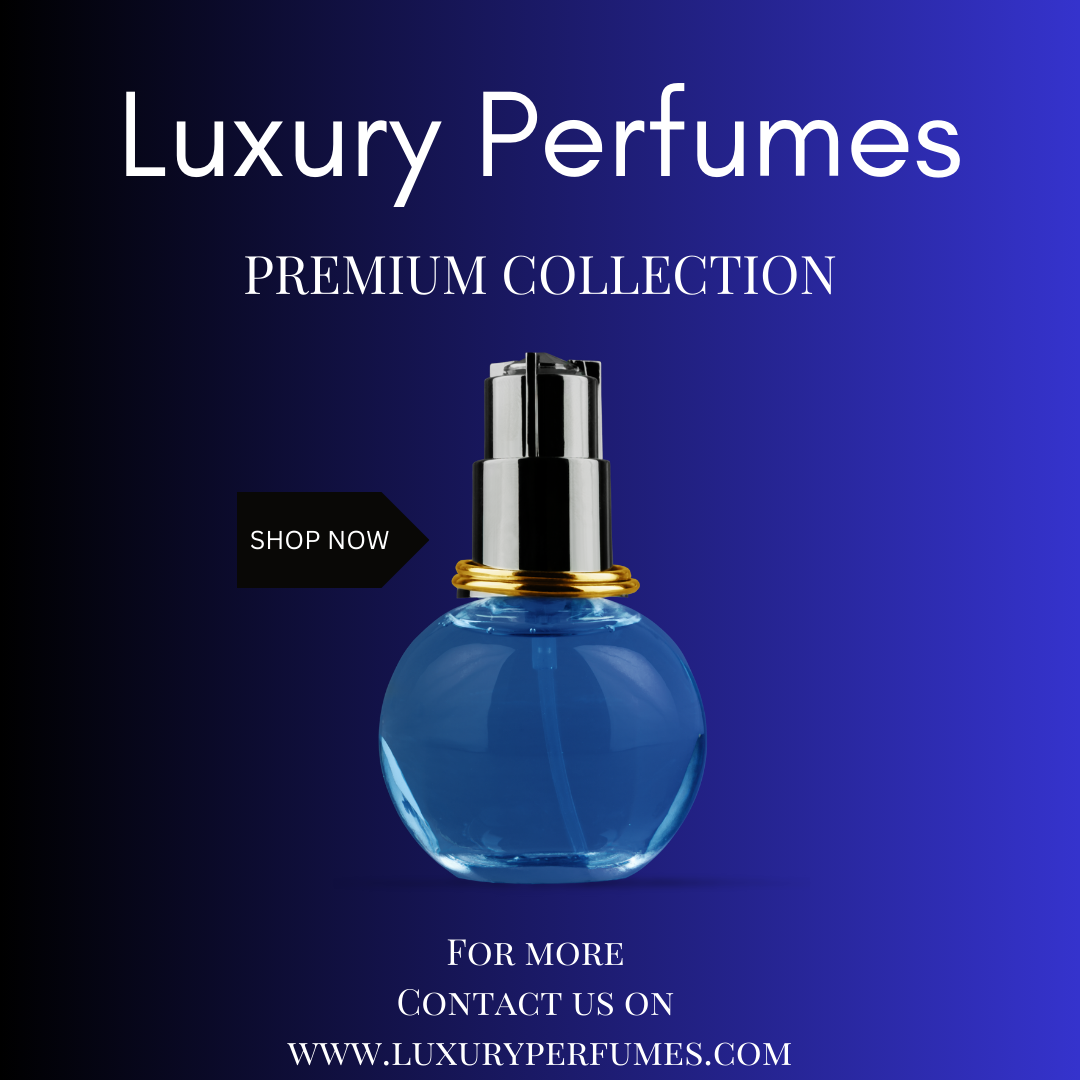 Luxury Perfumes
PREMIUM COLLECTION
SHOP NOW
For more
Contact us on
www.luxuryperfumes.com